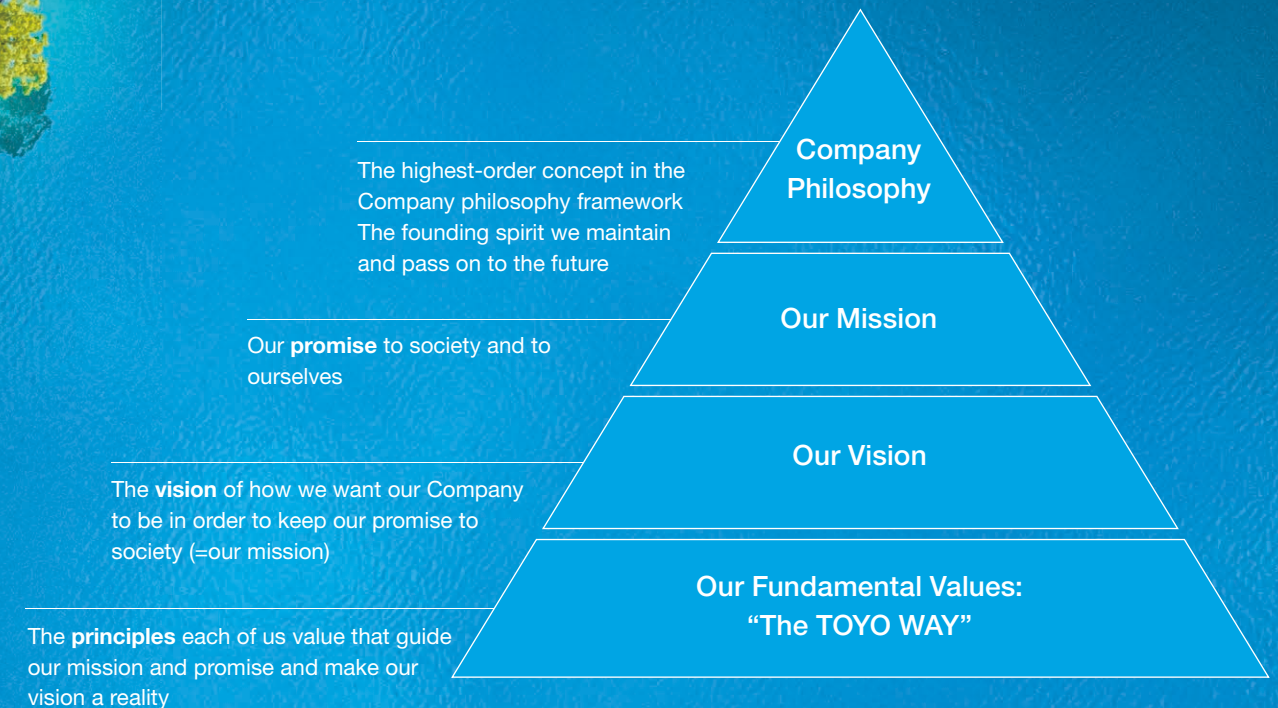 Company
Philosophy
The highest-order concept in the
Company philosophy framework
The founding spirit we maintain
and pass on to the future
Our Mission
Our promise to society and to
ourselves
Our Vision
The vision of how we want our Company
to be in order to keep our promise to
society (=our mission)
Our Fundamental Values:
“The TOYO WAY”
The principles each of us value that guide
our mission and promise and make our
vision a reality